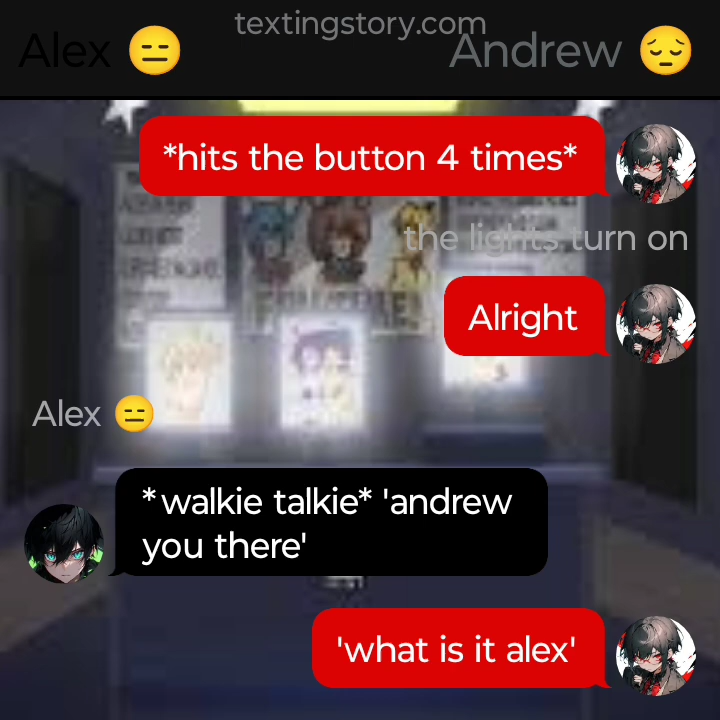 textingstory.com
Alex 😑
Andrew 😔
*hits the button 4 times*
the lights turn on
Alright
Alex 😑
*walkie talkie* 'andrew
you there'
'what is it alex'